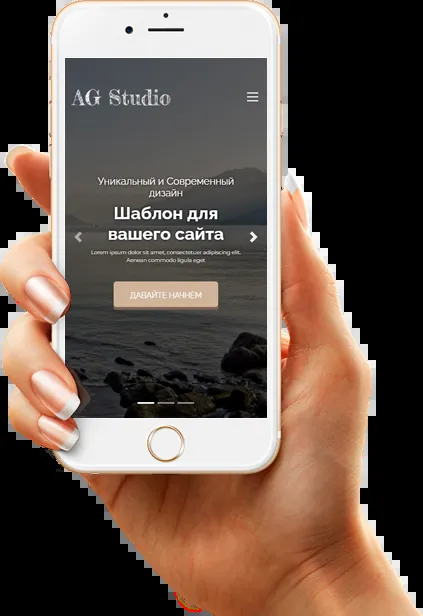 AG Studio
Уникальный и Современный
дизайн
Шаблон для
вашего сайта
Lorem ipsum dolor sit amet, consectetuer adipiscing elit.
Aenean commodo ligula eget
ДАВАЙТЕ НАЧНЁМ